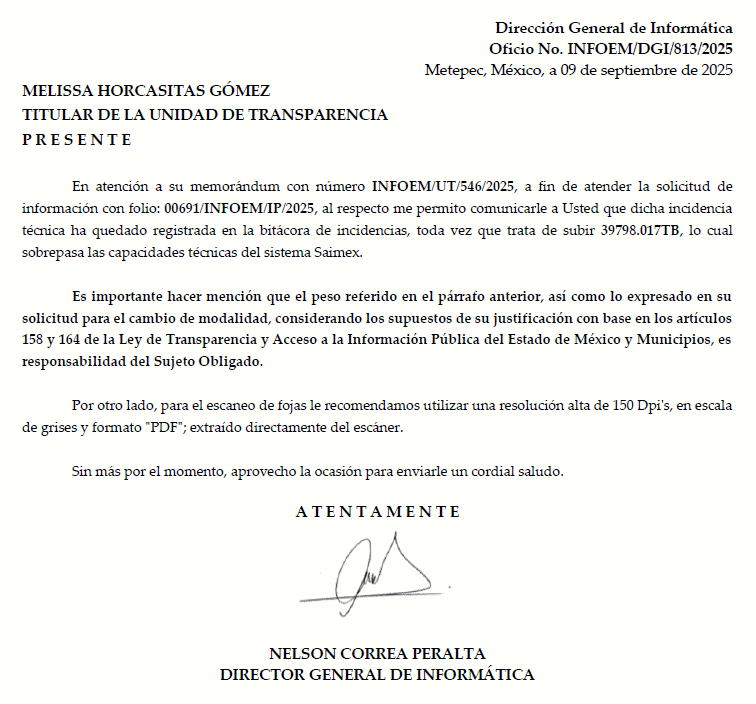 Dirección General de Informática
Oficio No. INFOEM/DGI/813/2025
Metepec, México, a 09 de septiembre de 2025
MELISSA HORCASITAS GÓMEZ
TITULAR DE LA UNIDAD DE TRANSPARENCIA
P R E S E N T E
En atención a su memorándum con número INFOEM/UT/546/2025, a fin de atender la solicitud de
información con folio: 00691/INFOEM/IP/2025, al respecto me permito comunicarle a Usted que dicha incidencia
técnica ha quedado registrada en la bitácora de incidencias, toda vez que trata de subir 39798.017TB, lo cual
sobrepasa las capacidades técnicas del sistema Saimex.
Es importante hacer mención que el peso referido en el párrafo anterior, así como lo expresado en su
solicitud para el cambio de modalidad, considerando los supuestos de su justificación con base en los artículos
158 y 164 de la Ley de Transparencia y Acceso a la Información Pública del Estado de México y Municipios, es
responsabilidad del Sujeto Obligado.
Por otro lado, para el escaneo de fojas le recomendamos utilizar una resolución alta de 150 Dpi's, en escala
de grises y formato "PDF"; extraído directamente del escáner.
Sin más por el momento, aprovecho la ocasión para enviarle un cordial saludo.
A T E N T A M E N T E
NELSON CORREA PERALTA
DIRECTOR GENERAL DE INFORMÁTICA